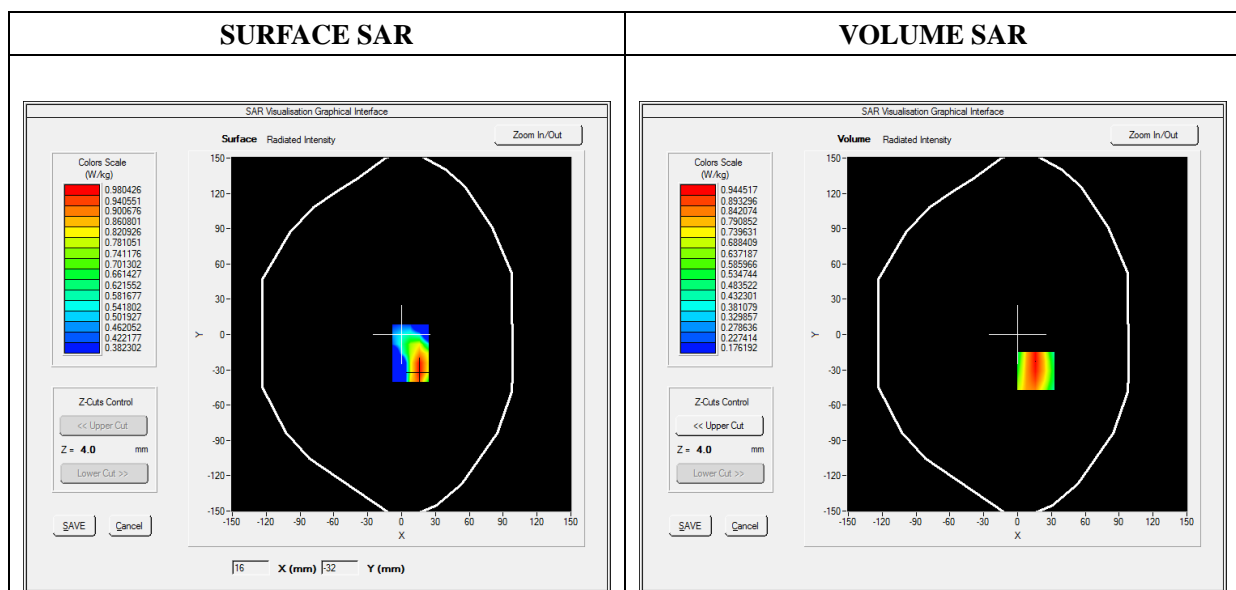 SURFACE SAR
VOLUME SAR
SAR Visualisation Graphical Interface
Surface Radiated Intensity
Zoom In/Out
Colors Scale
(W/kg)
0.980426
0.940551
0.900676
0.860801
0.820926
0.781051
0.741176
0.701302
0.661427
0.621552
0.581677
0.541802
0.501927
0.462052
0.422177
0.382302
Z-Cuts Control
<< Upper Cut
Z = 4.0 mm
Lower Cut >>
SAVE Cancel
150
120
90
60
30
0
-30
-60
-90
-120
-150
Y
-150 -120 -90 -60 -30 0 30 60 90 120 150
X
16 X (mm) -32 Y (mm)
SAR Visualisation Graphical Interface
Volume Radiated Intensity
Zoom In/Out
Colors Scale
(W/kg)
0.944517
0.893296
0.842074
0.790852
0.739631
0.688409
0.637187
0.585966
0.534744
0.483522
0.432301
0.381079
0.329857
0.278636
0.227414
0.176192
Z-Cuts Control
<< Upper Cut
Z = 4.0 mm
Lower Cut >>
SAVE Cancel
150
120
90
60
30
0
-30
-60
-90
-120
-150
Y
-150 -120 -90 -60 -30 0 30 60 90 120 150
X